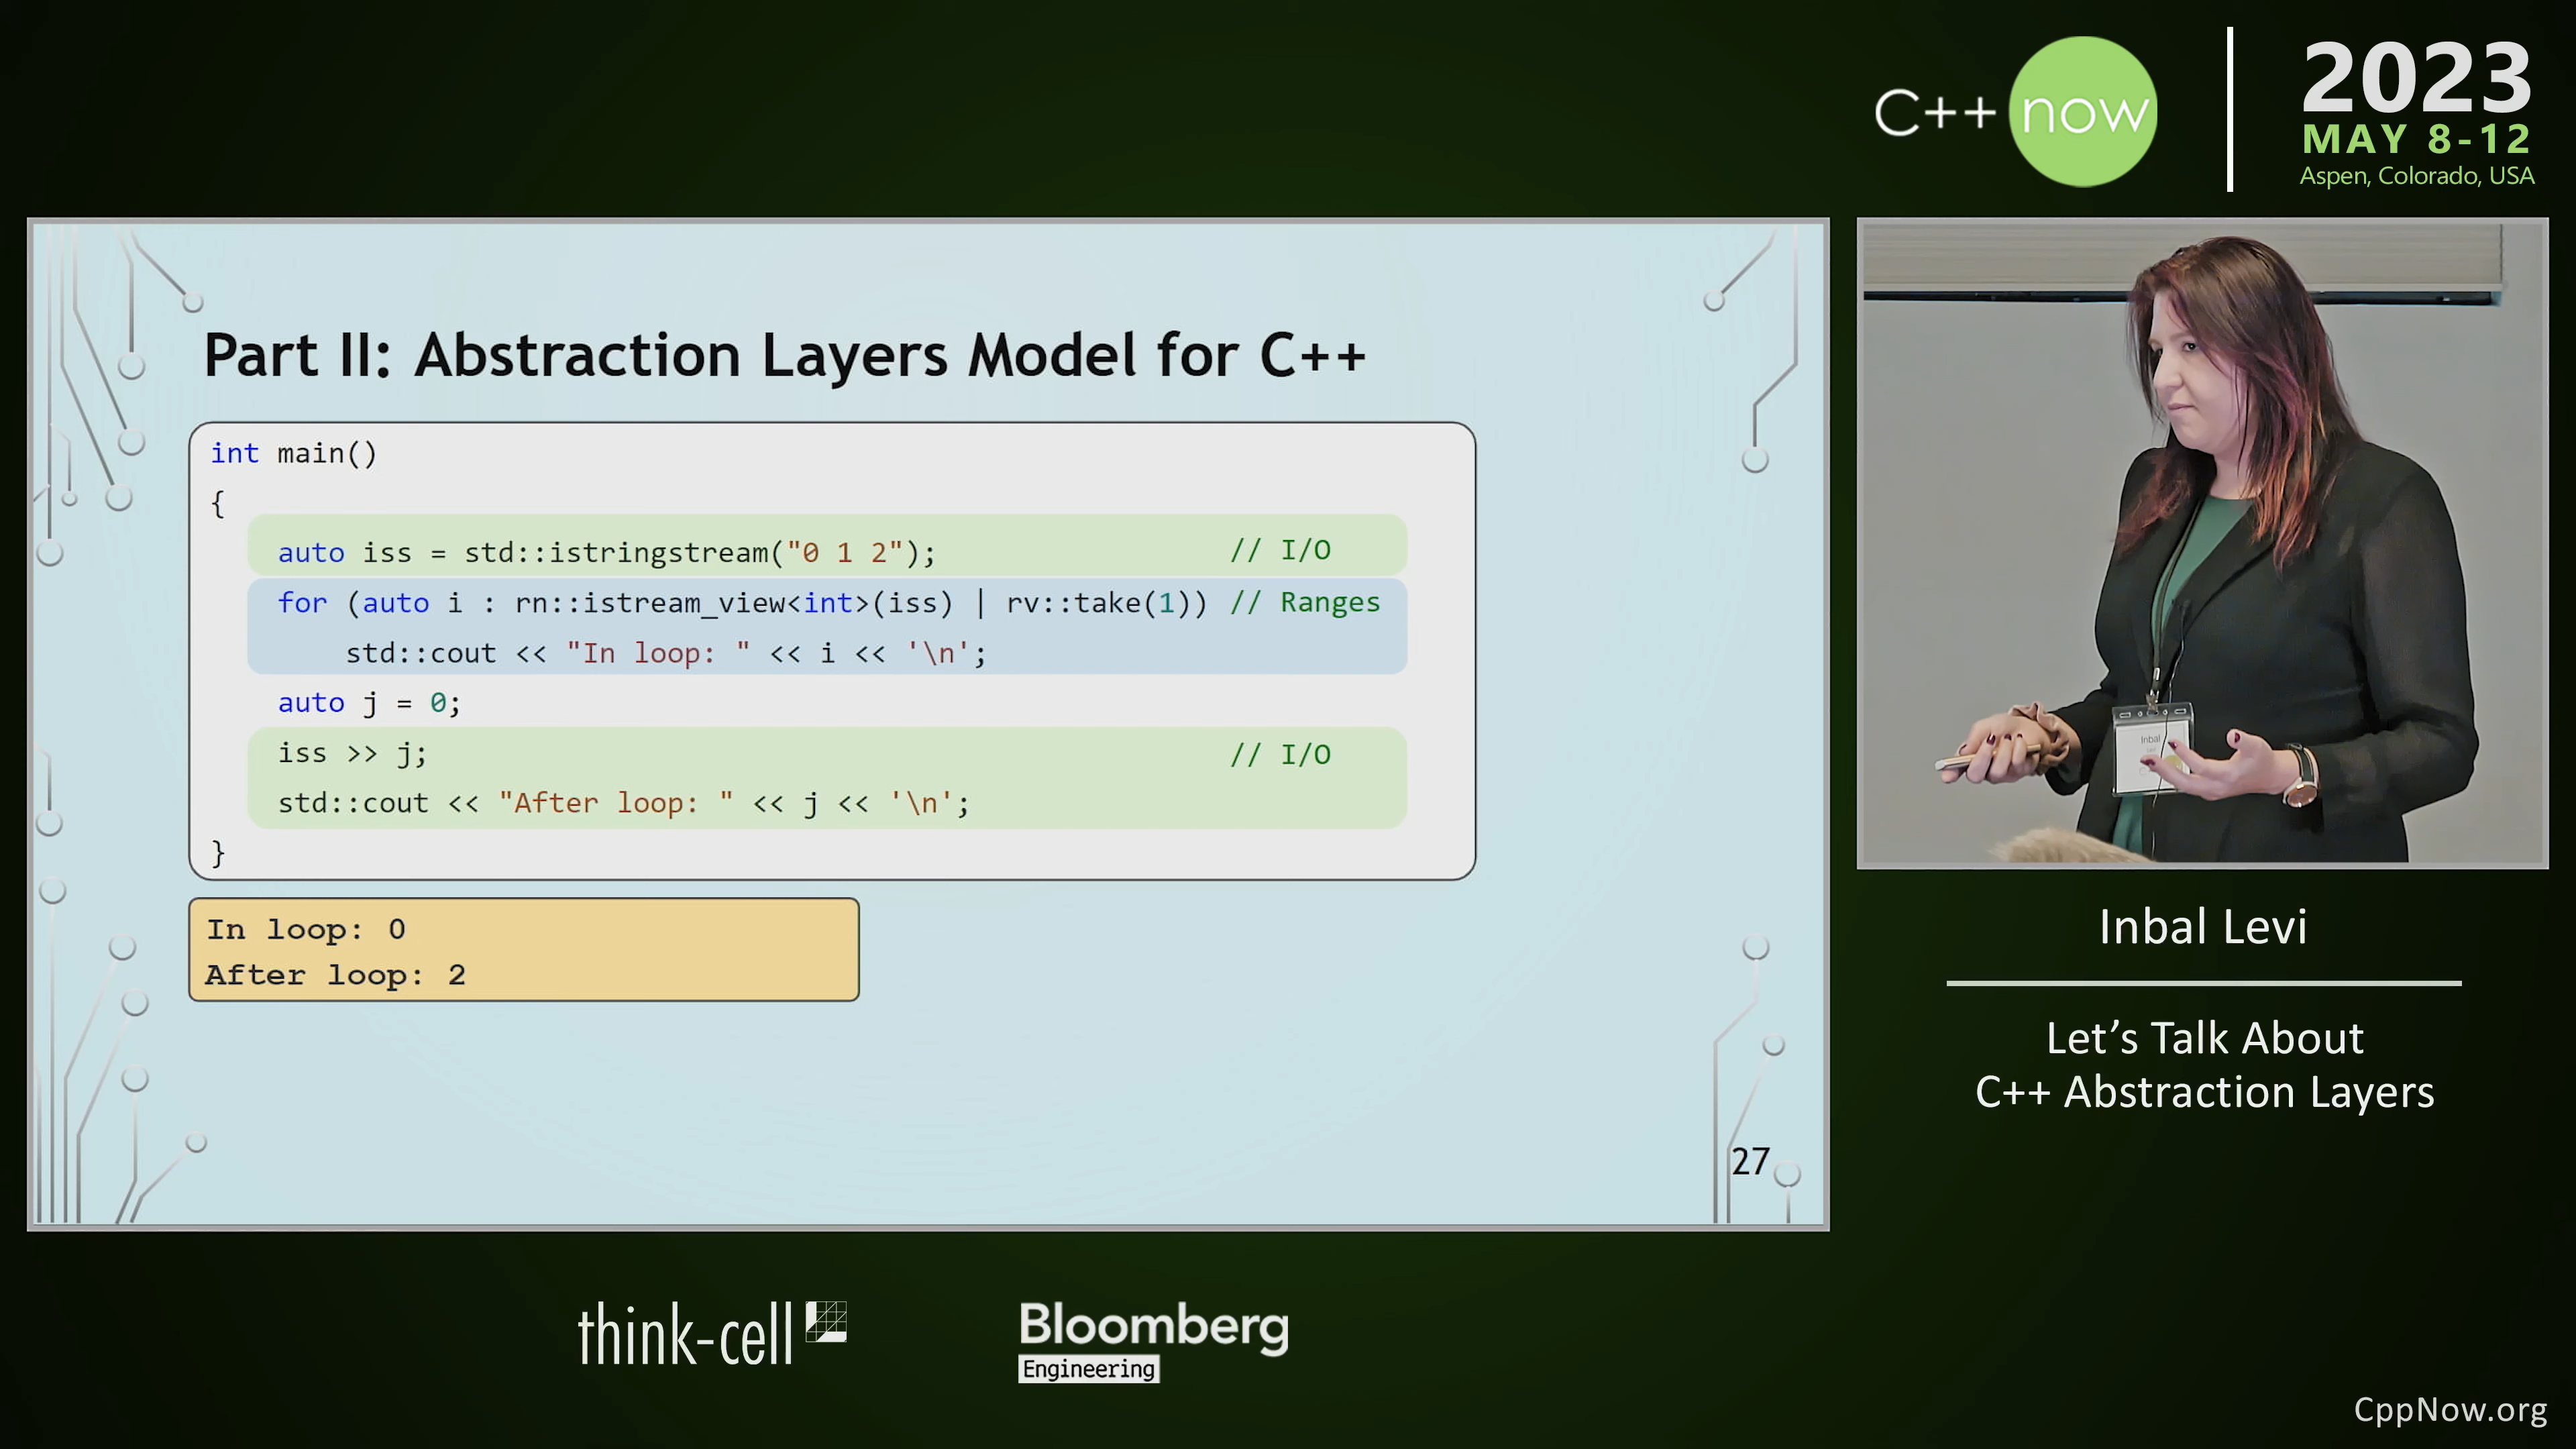 C++ now
2023
MAY 8-12
Aspen, Colorado, USA
Part II: Abstraction Layers Model for C++
int main()
{
auto iss = std::istringstream("0 1 2"); // I/O
for (auto i : rn::istream_view<int>(iss) | rv::take(1)) // Ranges
std::cout << "In loop: " << i << '\n';
auto j = 0;
iss >> j; // I/O
std::cout << "After loop: " << j << '\n';
}
In loop: 0
After loop: 2
27
Inbal
Inbal Levi
Let's Talk About
C++ Abstraction Layers
think-cell
Bloomberg
Engineering
CppNow.org